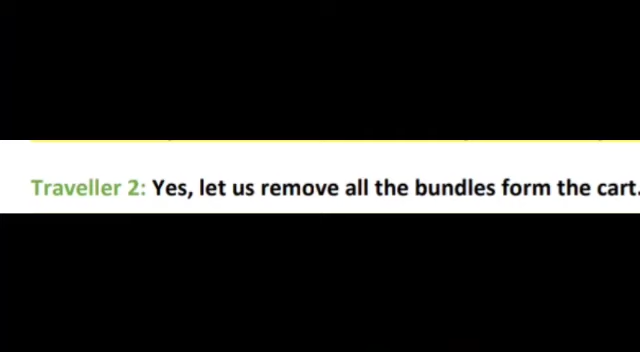 Traveller 2: Yes, let us remove all the bundles form the cart.